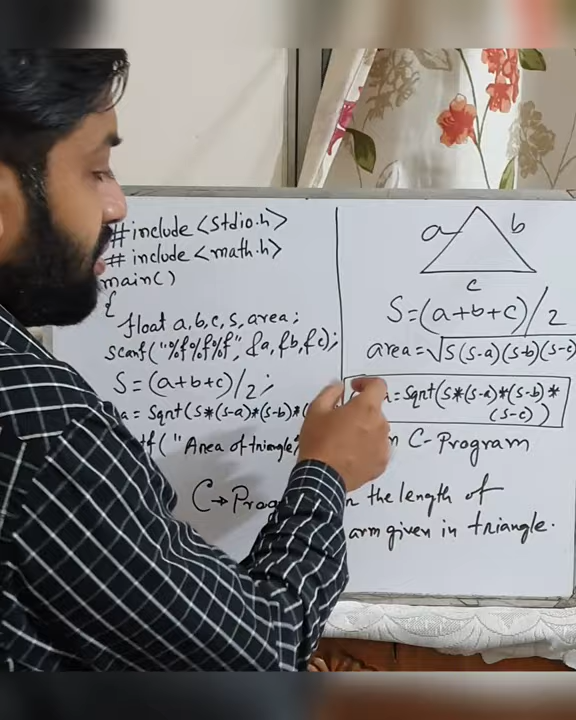 #include <stdio.h>
# include <math.h>
main()
{
float a, b, c, s, area;
scanf("%f%f%f", &a, &b, &c);
S = (a+b+c)/2;
a = Sqrt(S*(S-a)*(S-b)*(
f("Area of triangle
a
b
c
S = (a+b+c)/2
area = √S(S-a)(S-b)(S-c)
= Sqrt(S*(S-a)*(S-b)*
(S-c))
C-Program
C→ the length of
arm given in triangle.